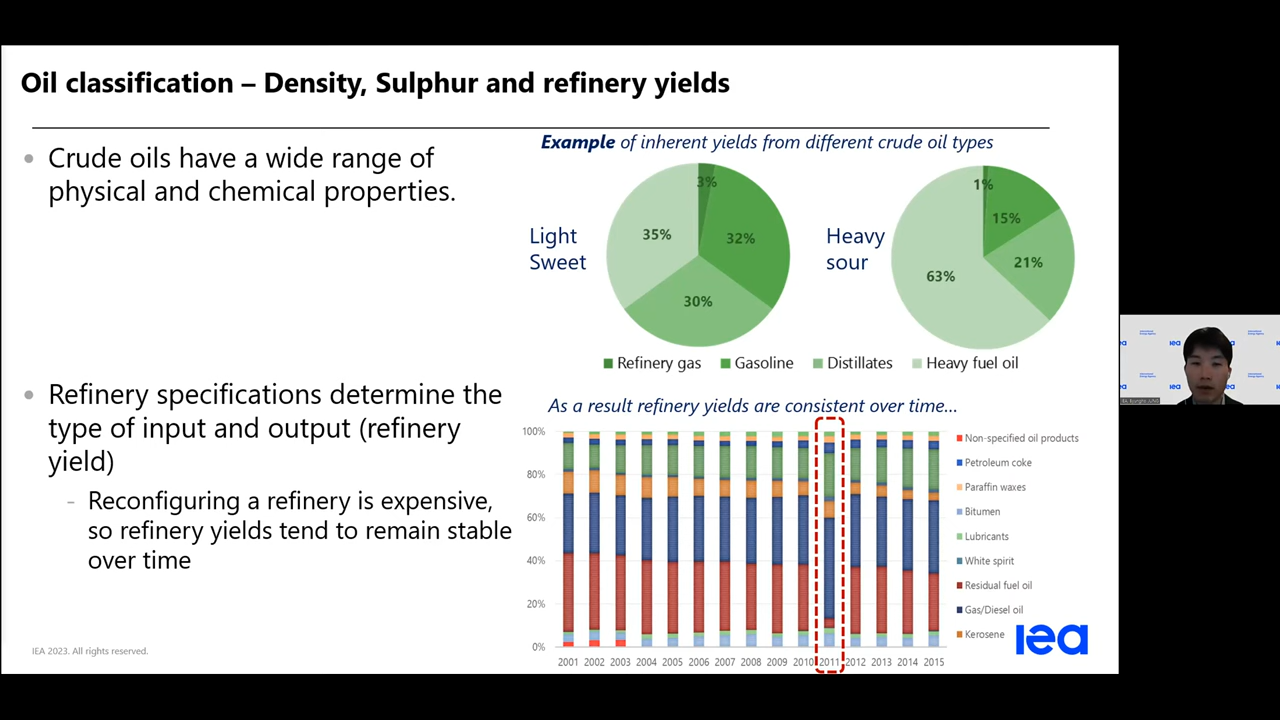 Oil classification – Density, Sulphur and refinery yields
Crude oils have a wide range of
physical and chemical properties.
Refinery specifications determine the
type of input and output (refinery
yield)
- Reconfiguring a refinery is expensive,
so refinery yields tend to remain stable
over time
Example of inherent yields from different crude oil types
Light
Sweet
3%
32%
30%
35%
Heavy
sour
1%
15%
21%
63%
Refinery gas
Gasoline
Distillates
Heavy fuel oil
As a result refinery yields are consistent over time...
100%
80%
60%
40%
20%
0%
2001 2002 2003 2004 2005 2006 2007 2008 2009 2010 2011 2012 2013 2014 2015
Non-specified oil products
Petroleum coke
Paraffin waxes
Bitumen
Lubricants
White spirit
Residual fuel oil
Gas/Diesel oil
Kerosene
iea
IEA 2023. All rights reserved.
iea